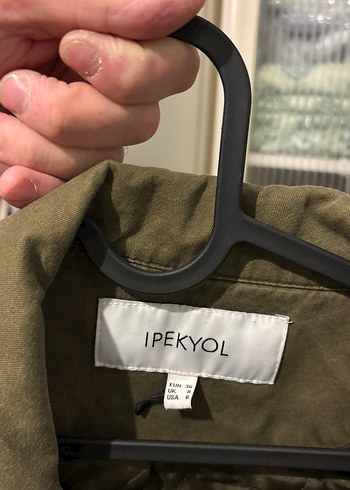 IPEKYOL
EUR 36
UK 8
USA 6